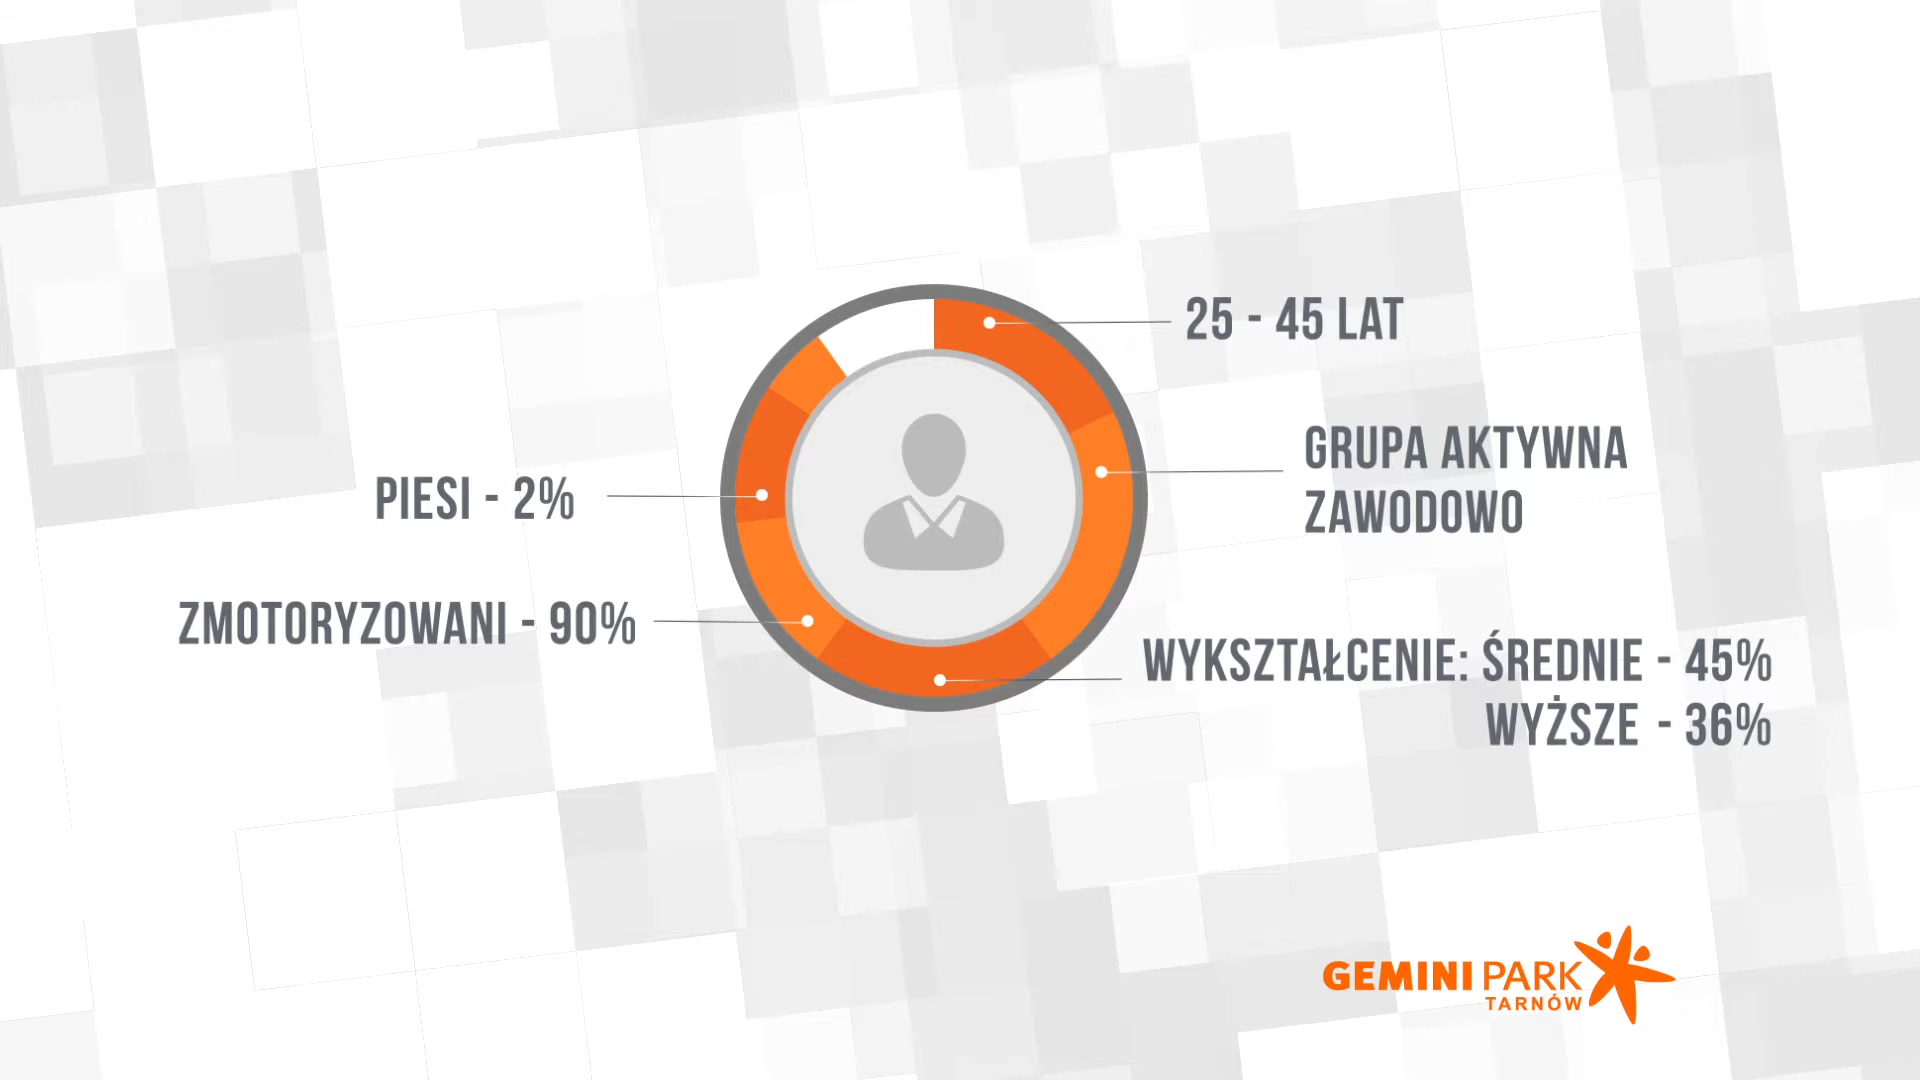 25 - 45 LAT
GRUPA AKTYWNA
ZAWODOWO
WYKSZTAŁCENIE: ŚREDNIE - 45%
WYŻSZE - 36%
PIESI - 2%
ZMOTORYZOWANI - 90%
GEMINI PARK
TARNÓW